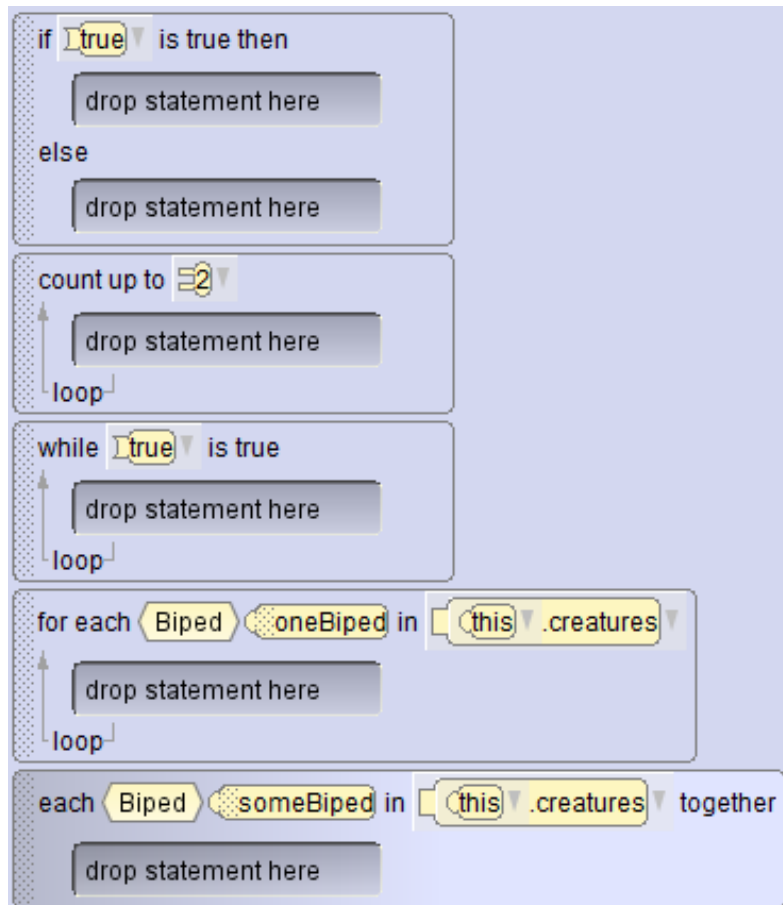 if true is true then
drop statement here
else
drop statement here
count up to 2
drop statement here
loop
while true is true
drop statement here
loop
for each Biped oneBiped in this .creatures
drop statement here
loop
each Biped someBiped in this .creatures together
drop statement here